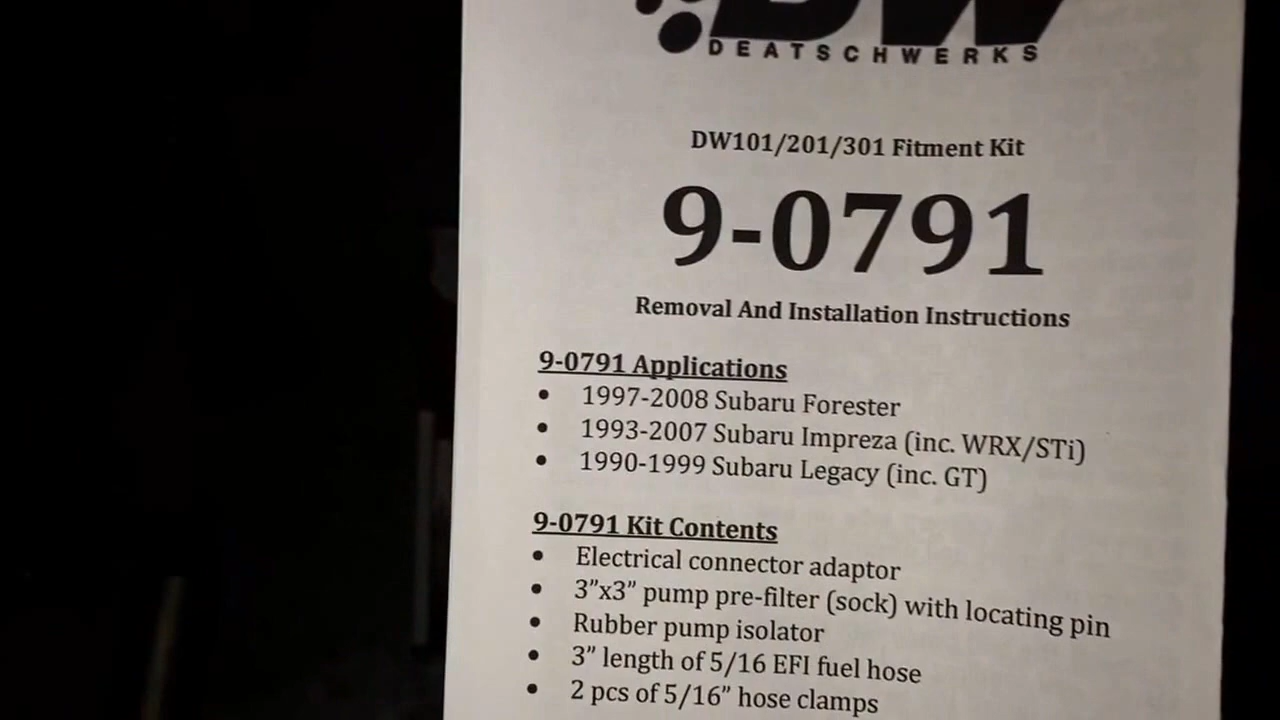 DW
DEATSCHWERKS
DW101/201/301 Fitment Kit
9-0791
Removal And Installation Instructions
9-0791 Applications
• 1997-2008 Subaru Forester
• 1993-2007 Subaru Impreza (inc. WRX/STi)
• 1990-1999 Subaru Legacy (inc. GT)
9-0791 Kit Contents
• Electrical connector adaptor
• 3”x3” pump pre-filter (sock) with locating pin
• Rubber pump isolator
• 3” length of 5/16 EFI fuel hose
• 2 pcs of 5/16” hose clamps